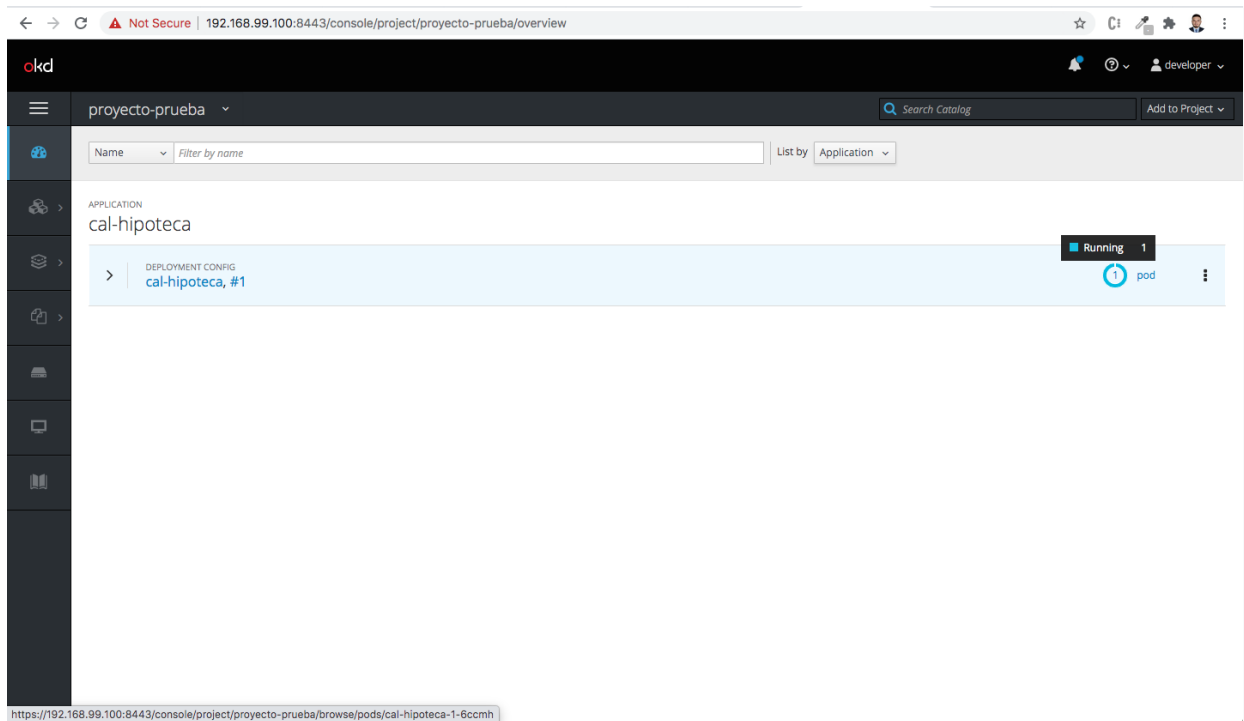 Not Secure | 192.168.99.100:8443/console/project/proyecto-prueba/overview
okd
developer
proyecto-prueba
Search Catalog
Add to Project
Name
Filter by name
List by
Application
APPLICATION
cal-hipoteca
Running 1
DEPLOYMENT CONFIG
cal-hipoteca, #1
1 pod
https://192.168.99.100:8443/console/project/proyecto-prueba/browse/pods/cal-hipoteca-1-6ccmh